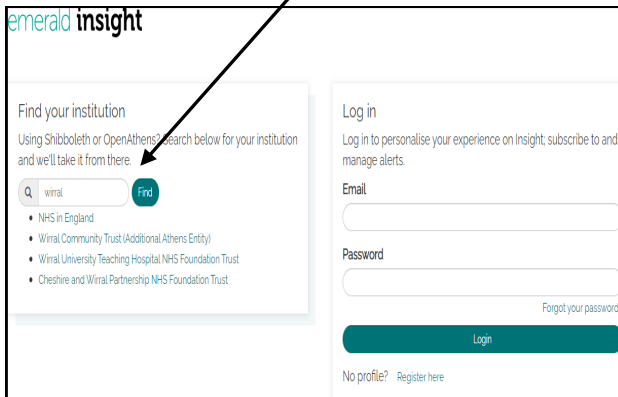 emerald insight
Find your institution
Using Shibboleth or OpenAthens? Search below for your institution
and we'll take it from there.
wirral
Find
NHS in England
Wirral Community Trust (Additional Athens Entity)
Wirral University Teaching Hospital NHS Foundation Trust
Cheshire and Wirral Partnership NHS Foundation Trust
Log in
Log in to personalise your experience on Insight; subscribe to and
manage alerts.
Email
Password
Forgot your password
Login
No profile? Register here